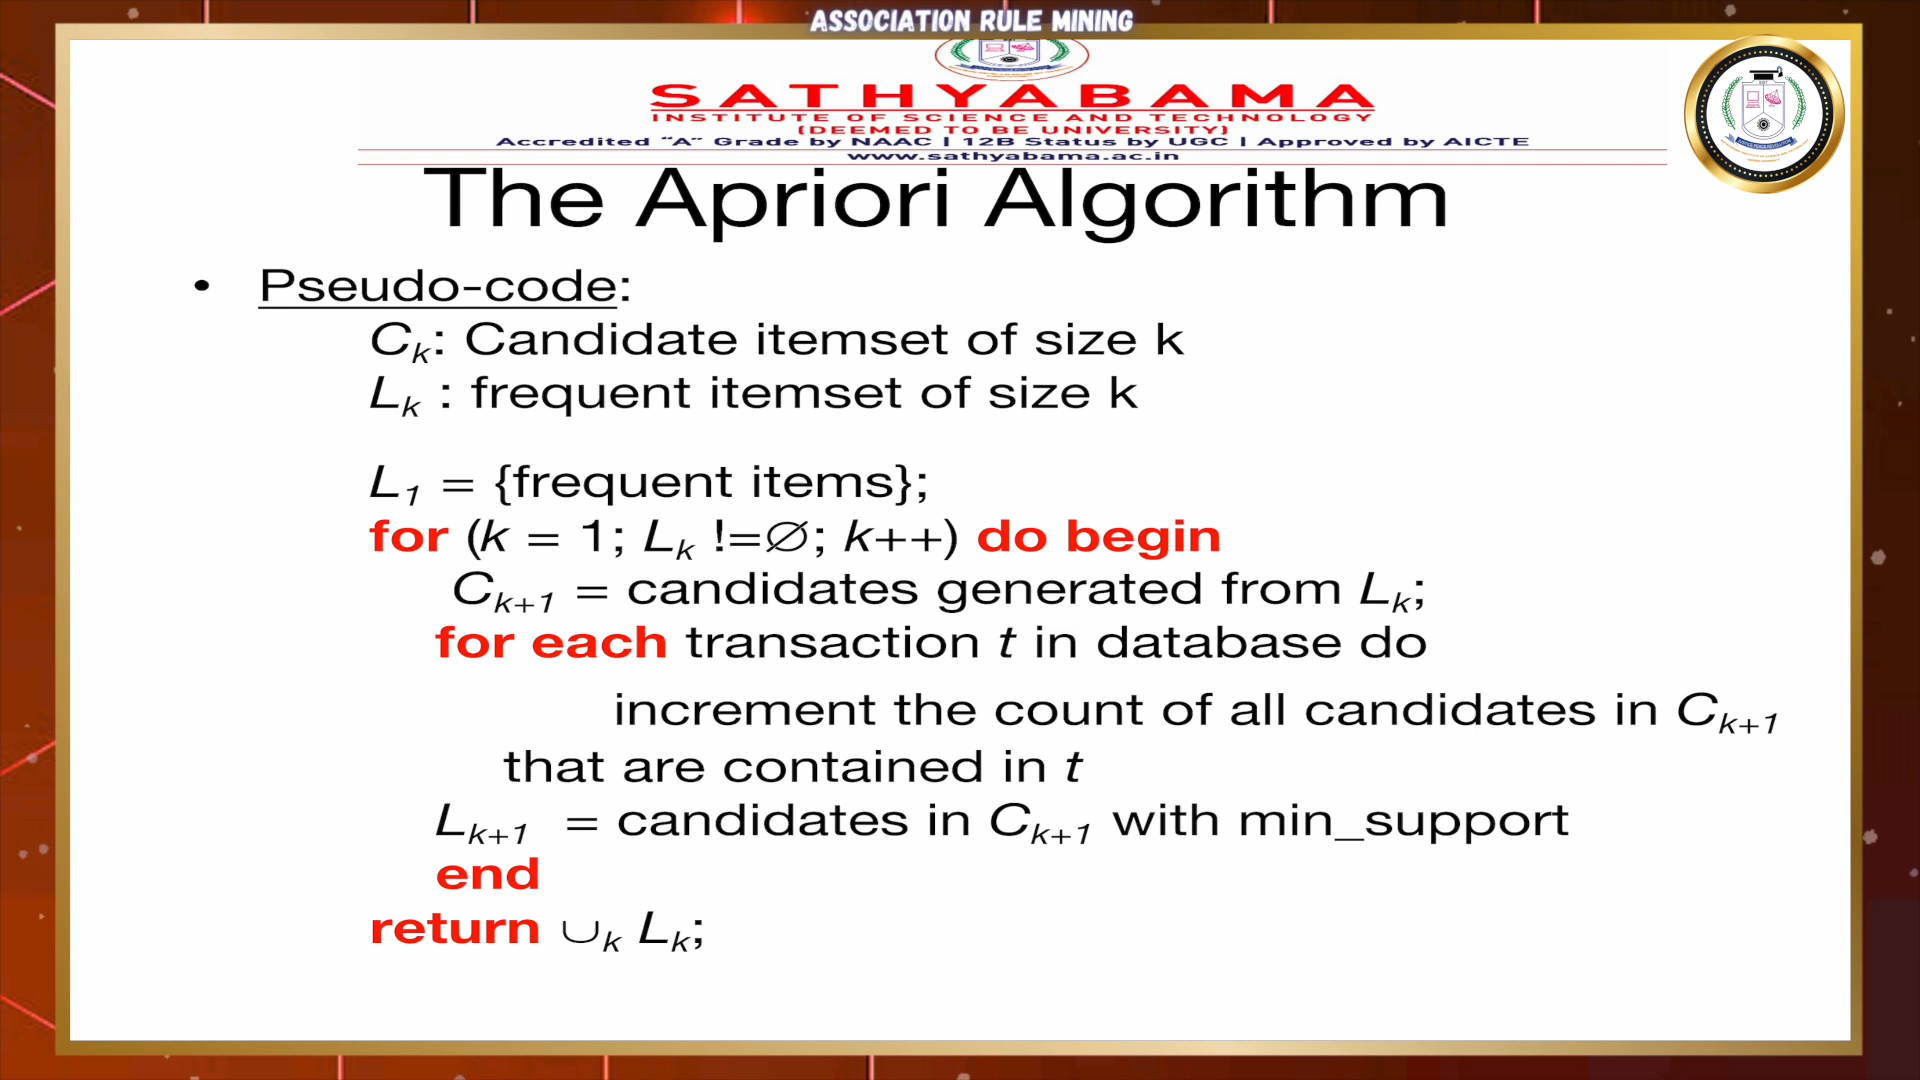 ASSOCIATION RULE MINING
SATHYABAMA
INSTITUTE OF SCIENCE AND TECHNOLOGY
(DEEMED TO BE UNIVERSITY)
Accredited “A” Grade by NAAC | 12B Status by UGC | Approved by AICTE
www.sathyabama.ac.in
The Apriori Algorithm
• Pseudo-code:
Cₖ: Candidate itemset of size k
Lₖ : frequent itemset of size k
L₁ = {frequent items};
for (k = 1; Lₖ !=∅; k++) do begin
Cₖ₊₁ = candidates generated from Lₖ;
for each transaction t in database do
increment the count of all candidates in Cₖ₊₁
that are contained in t
Lₖ₊₁ = candidates in Cₖ₊₁ with min_support
end
return ∪ₖ Lₖ;